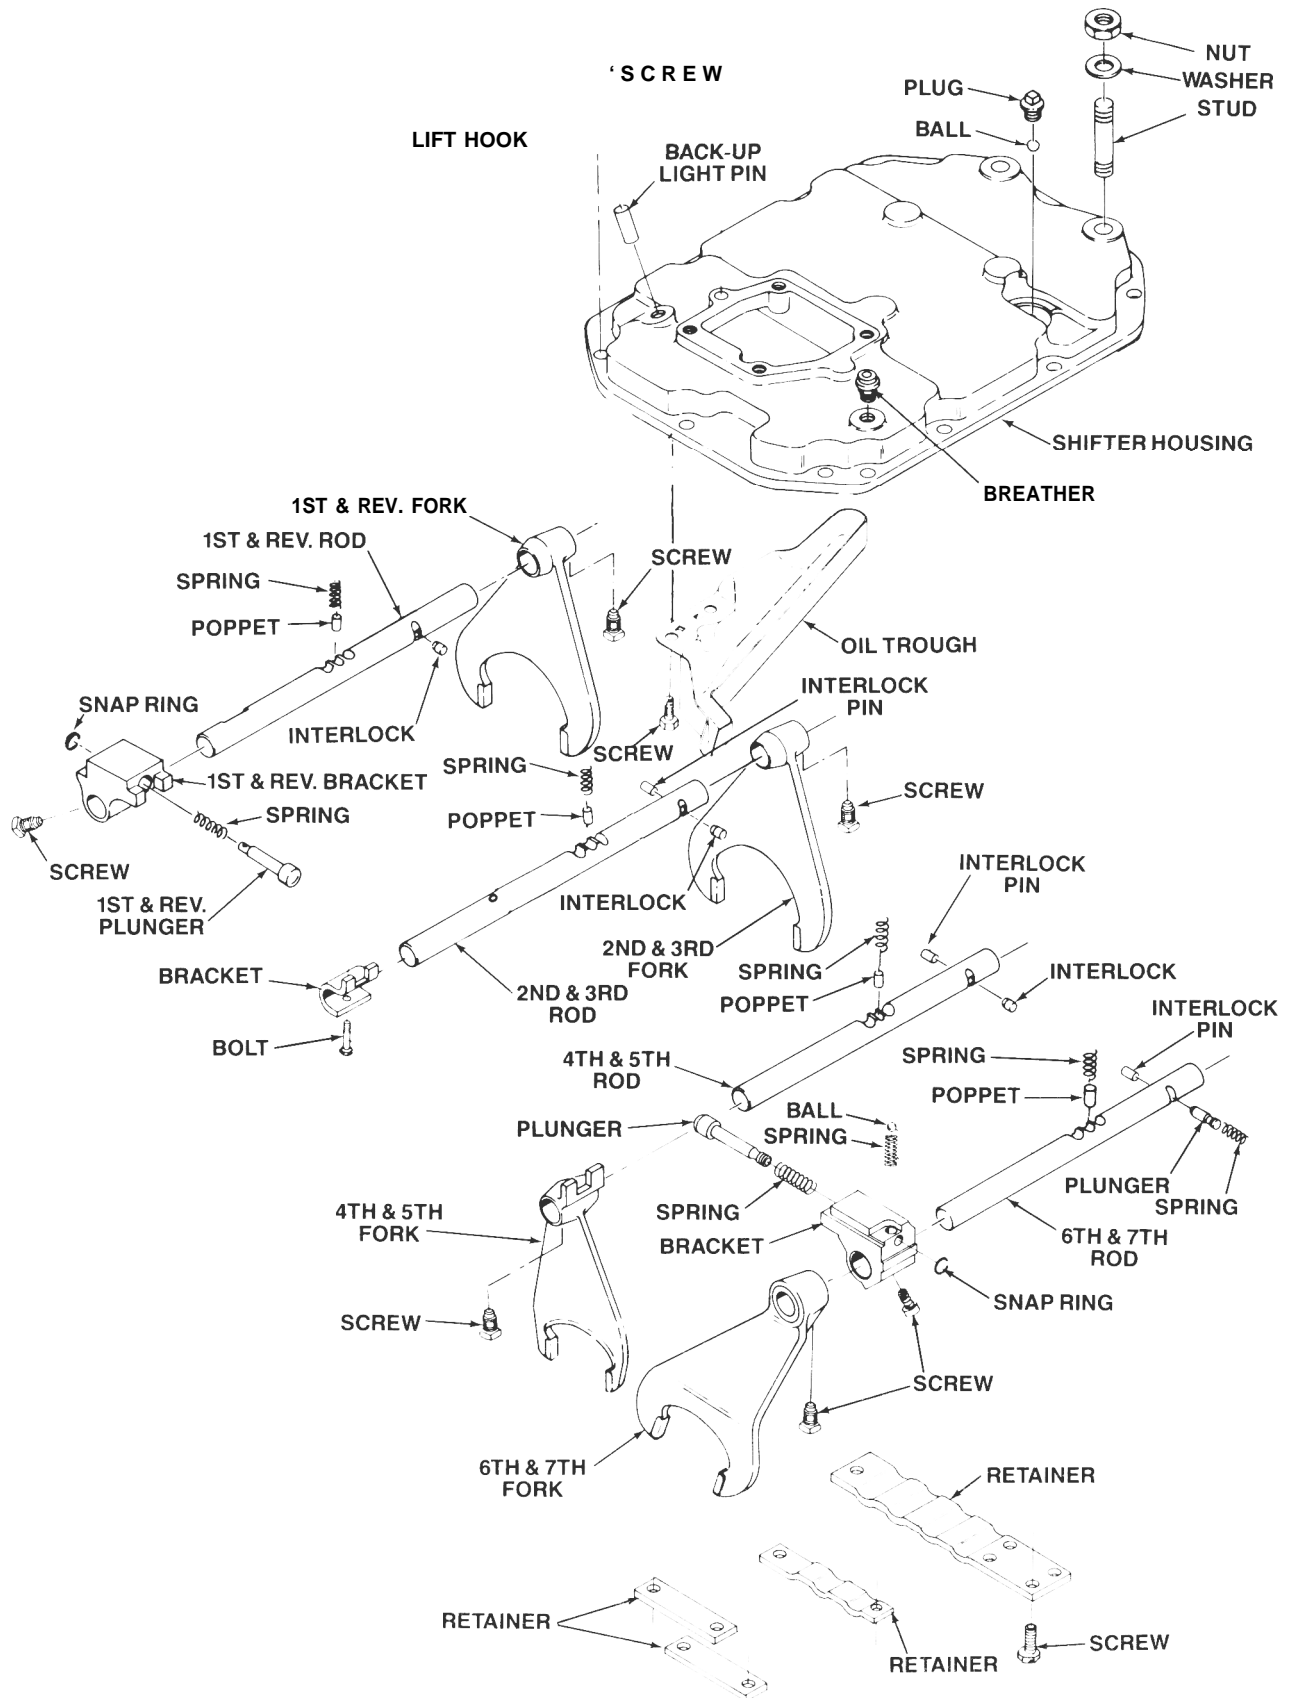 NUT
'SCREW
WASHER
PLUG
STUD
BALL
LIFT HOOK
BACK-UP
LIGHT PIN
SHIFTER HOUSING
BREATHER
1ST & REV. FORK
1ST & REV. ROD
SCREW
SPRING
POPPET
OIL TROUGH
INTERLOCK
PIN
SNAP RING
INTERLOCK
SCREW
SPRING
1ST & REV. BRACKET
SCREW
SPRING
POPPET
INTERLOCK
PIN
SCREW
1ST & REV.
PLUNGER
INTERLOCK
2ND & 3RD
FORK
SPRING
INTERLOCK
BRACKET
POPPET
2ND & 3RD
ROD
INTERLOCK
PIN
BOLT
4TH & 5TH
ROD
SPRING
POPPET
BALL
PLUNGER
SPRING
PLUNGER
SPRING
4TH & 5TH
FORK
SPRING
BRACKET
6TH & 7TH
ROD
SNAP RING
SCREW
SCREW
6TH & 7TH
FORK
RETAINER
RETAINER
SCREW
RETAINER